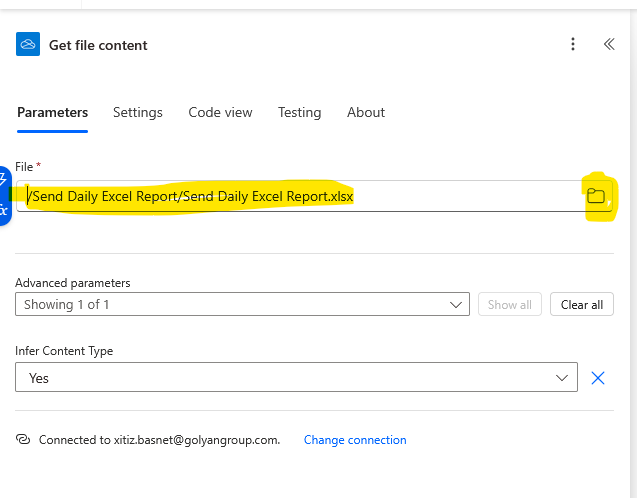 Get file content
Parameters Settings Code view Testing About
File *
/Send Daily Excel Report/Send Daily Excel Report.xlsx
Advanced parameters
Showing 1 of 1 Show all Clear all
Infer Content Type
Yes
Connected to xitiz.basnet@golyangroup.com. Change connection